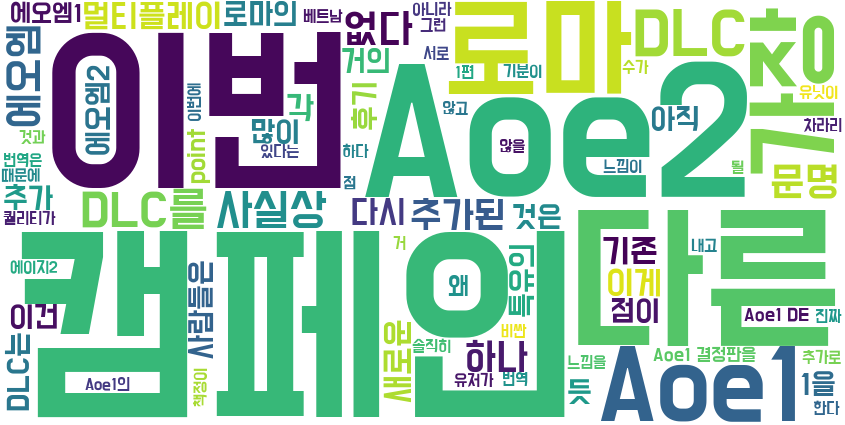 에오엠1
멀티플레이
로마의
베트남
아니라
그런
없다
로마
DLC
가장
에오엠
에오엠2
이번
거의
서로
1편
기분이
수가
유닛이
각
후기
Aoe2
않고
아직
차라리
이번에
많이
것과
point
있다는
하다
않을
느낌이
될
번역은
때문에
점
추가
퀄리티가
DLC를
사실상
다시
추가된
것은
문명
캠페인
거
왜
특유의
다르
기존
내고
에이지2
이게
이건
사람들은
점이
Aoe1 DE
진짜
비싼
솔직히
새로운
하나
Aoe1 결정판을
추가로
DLC는
Aoe1의
책정이
유저가
번역
느낌을
듯
Aoe1
1을
한다